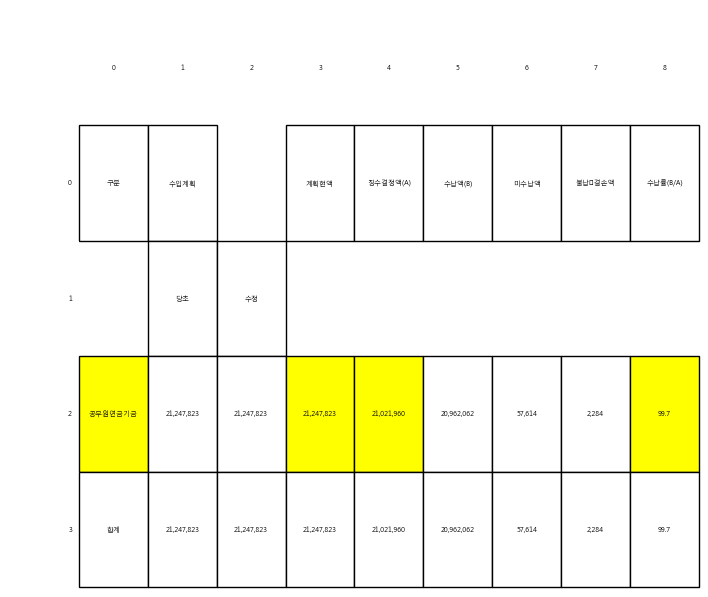 0 1 2 3 4 5 6 7 8
0 구분 수입계획 계획현액 징수결정액(A) 수납액(B) 미수납액 불납�결손액 수납률(B/A)
1 당초 수정
2 공무원연금기금 21,247,823 21,247,823 21,247,823 21,021,960 20,962,062 57,614 2,284 99.7
3 합계 21,247,823 21,247,823 21,247,823 21,021,960 20,962,062 57,614 2,284 99.7